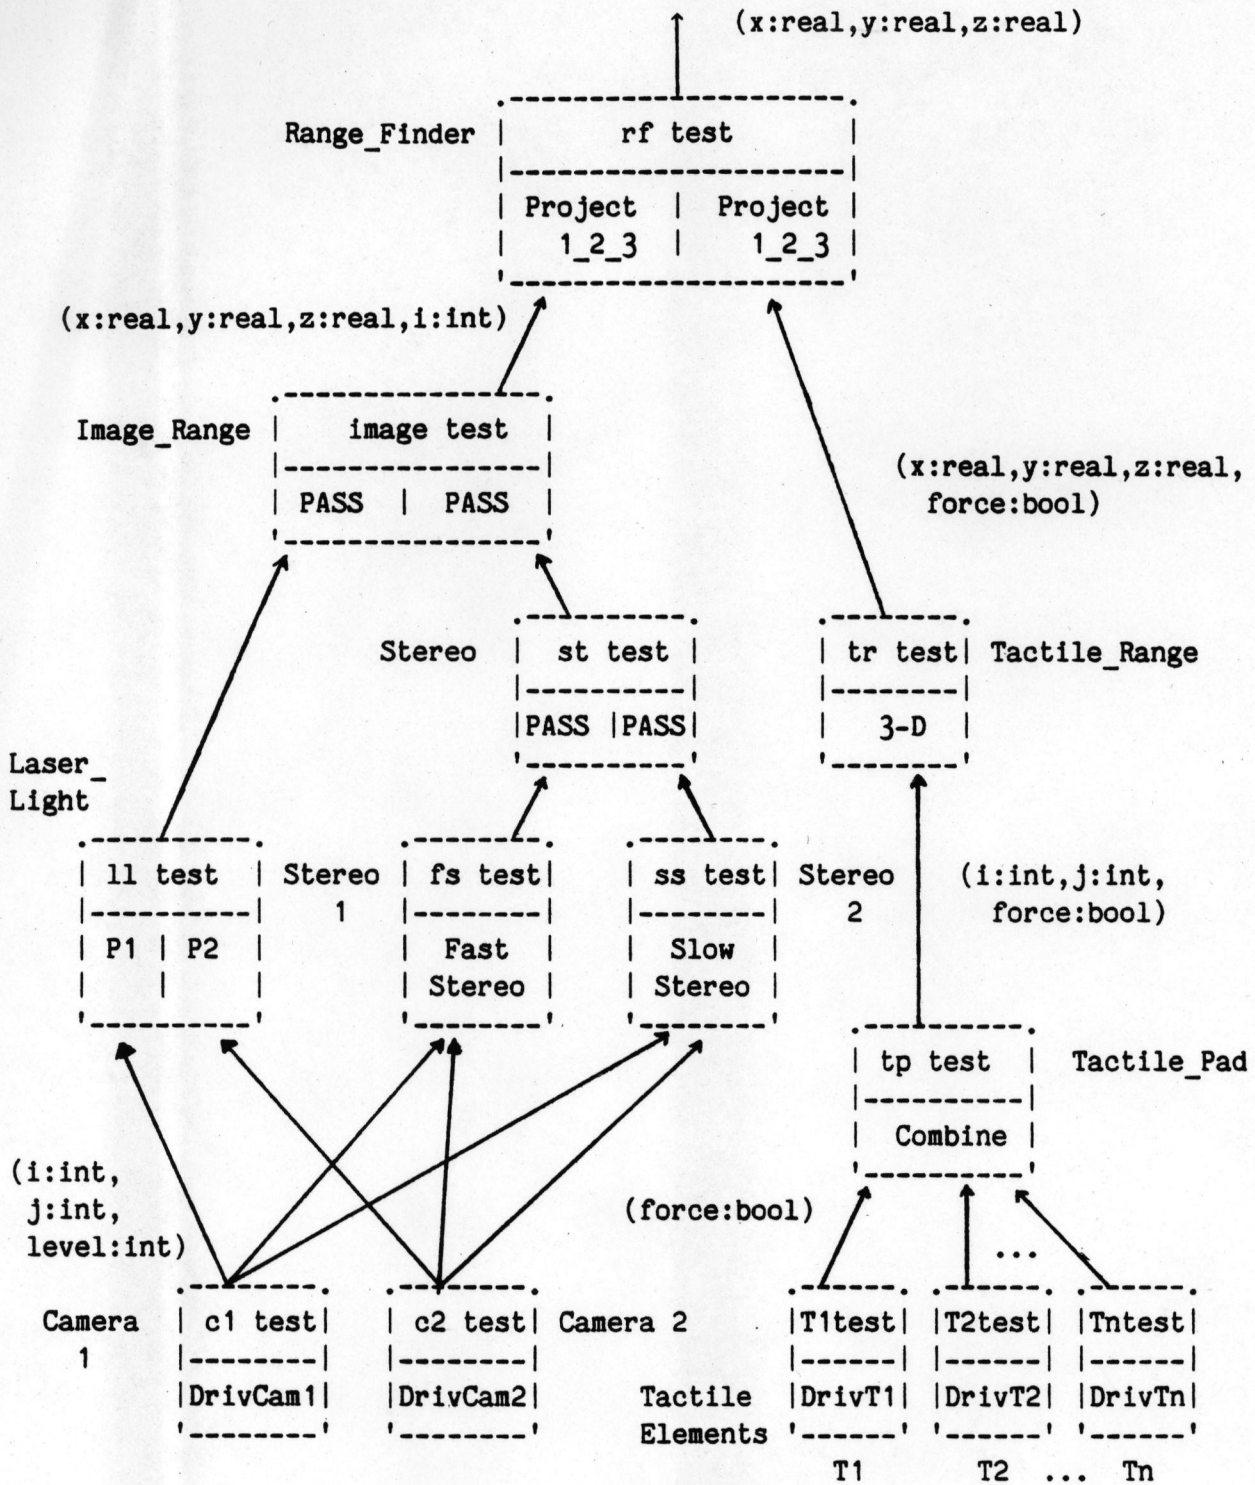 (x:real,y:real,z:real)
Range_Finder
rf test
Project | Project
1_2_3 | 1_2_3
(x:real,y:real,z:real,i:int)
Image_Range
image test
PASS | PASS
(x:real,y:real,z:real,
force:bool)
Stereo
st test
PASS | PASS
tr test
Tactile_Range
3-D
Laser_
Light
ll test
P1 | P2
Stereo
1
fs test
Fast
Stereo
ss test
Slow
Stereo
Stereo
2
(i:int,j:int,
force:bool)
tp test
Tactile_Pad
Combine
(i:int,
j:int,
level:int)
(force:bool)
...
Camera
1
c1 test
DrivCam1
c2 test
DrivCam2
Camera 2
T1test
T2test
Tntest
Tactile
Elements
DrivT1
DrivT2
DrivTn
T1 T2 ... Tn